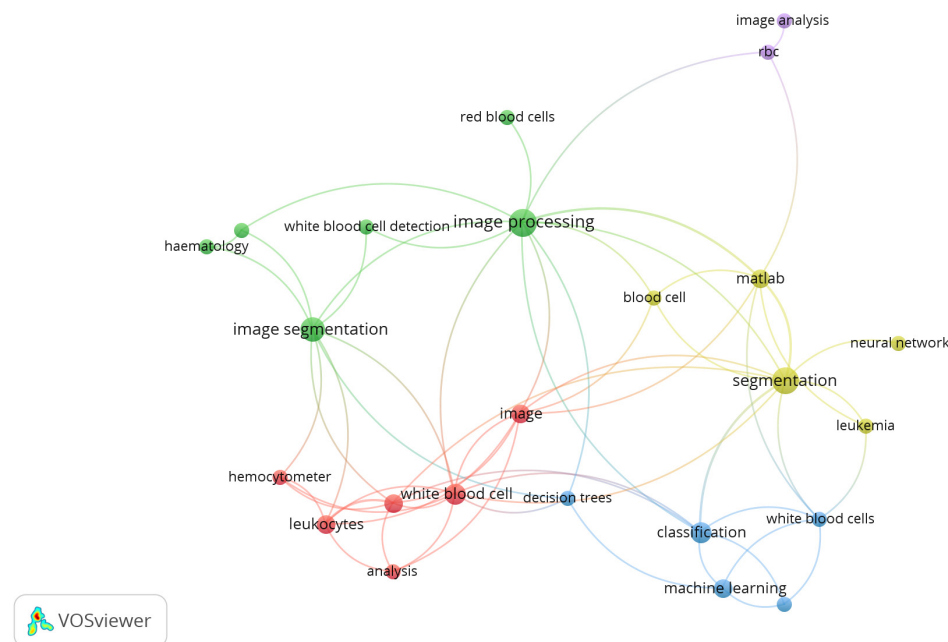 image analysis
rbc
red blood cells
white blood cell detection
image processing
haematology
matlab
blood cell
image segmentation
neural network
segmentation
image
leukemia
hemocytometer
white blood cell
decision trees
leukocytes
white blood cells
classification
analysis
machine learning
VOSviewer